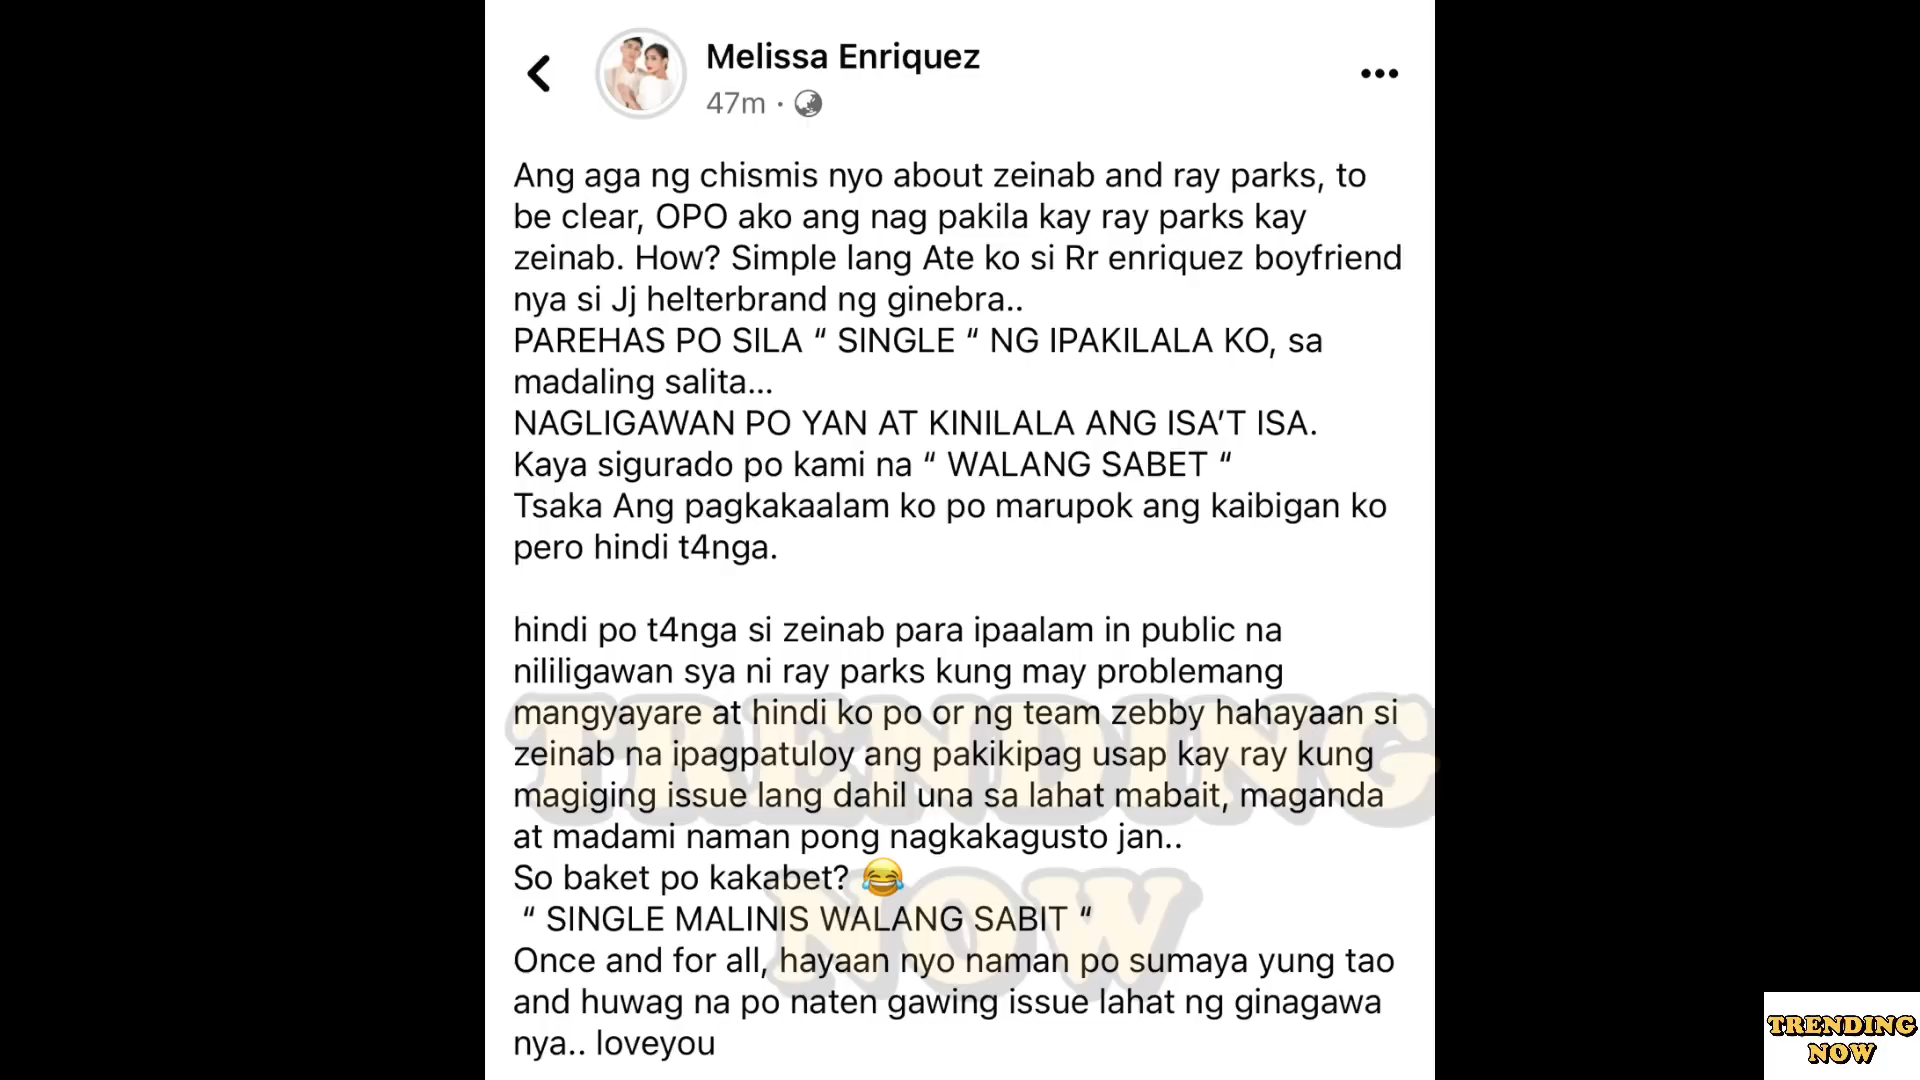 Melissa Enriquez
47m ·
Ang aga ng chismis nyo about zeinab and ray parks, to
be clear, OPO ako ang nag pakila kay ray parks kay
zeinab. How? Simple lang Ate ko si Rr enriquez boyfriend
nya si Jj helterbrand ng ginebra..
PAREHAS PO SILA “ SINGLE “ NG IPAKILALA KO, sa
madaling salita...
NAGLIGAWAN PO YAN AT KINILALA ANG ISA’T ISA.
Kaya sigurado po kami na “ WALANG SABET “
Tsaka Ang pagkakaalam ko po marupok ang kaibigan ko
pero hindi t4nga.
hindi po t4nga si zeinab para ipaalam in public na
nililigawan sya ni ray parks kung may problemang
mangyayare at hindi ko po or ng team zebby hahayaan si
zeinab na ipagpatuloy ang pakikipag usap kay ray kung
magiging issue lang dahil una sa lahat mabait, maganda
at madami naman pong nagkakagusto jan..
So baket po kakabet? 😂
“ SINGLE MALINIS WALANG SABIT “
Once and for all, hayaan nyo naman po sumaya yung tao
and huwag na po naten gawing issue lahat ng ginagawa
nya.. loveyou
TRENDING
NOW
TRENDING
NOW